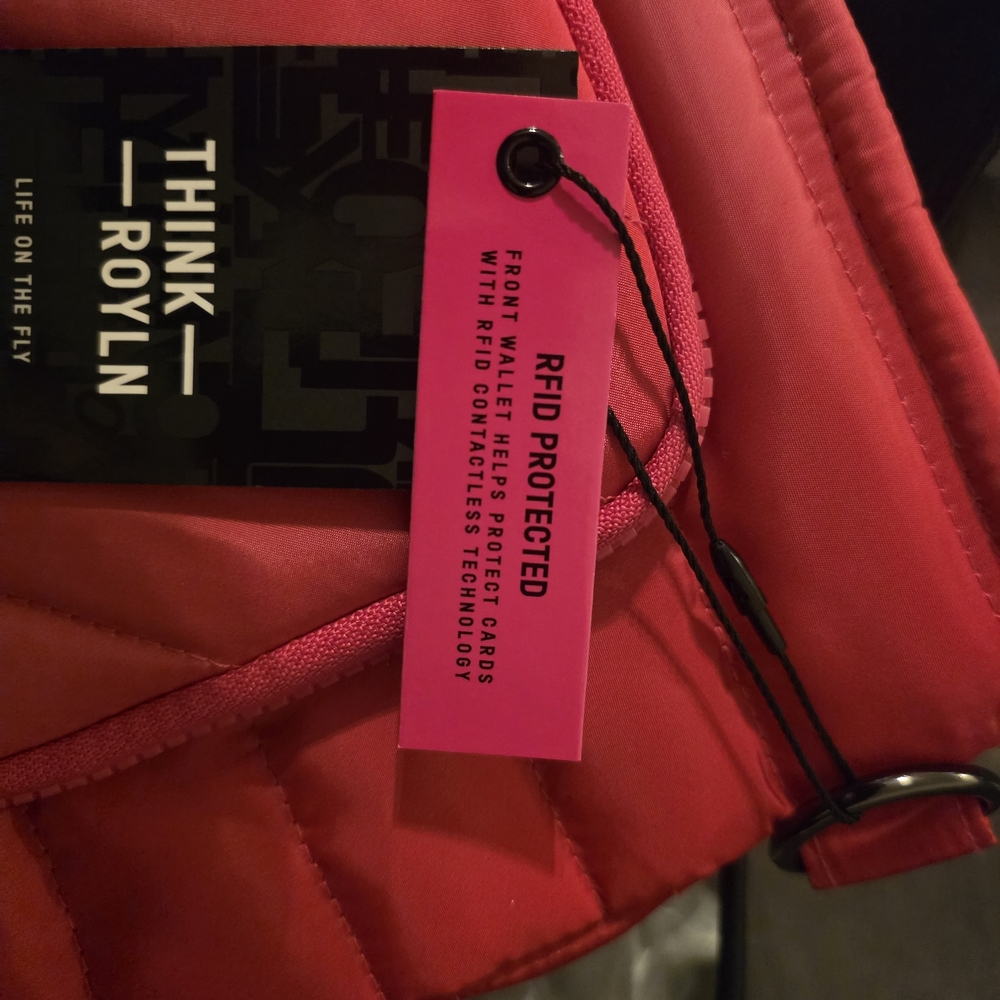 THINK
ROYLN
LIFE ON THE FLY
RFID PROTECTED
FRONT WALLET HELPS PROTECT CARDS
WITH RFID CONTACTLESS TECHNOLOGY